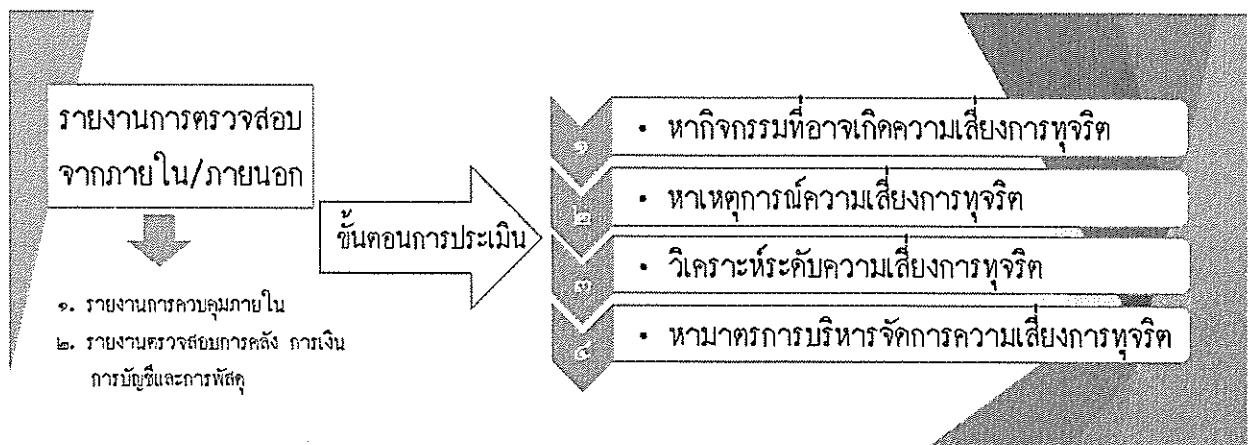 รายงานการตรวจสอบ
จากภายใน/ภายนอก
๑. รายงานการควบคุมภายใน
๒. รายงานตรวจสอบการคลัง การเงิน
การบัญชีและการพัสดุ
ขั้นตอนการประเมิน
๑
• หากิจกรรมที่อาจเกิดความเสี่ยงการทุจริต
๒
• หาเหตุการณ์ความเสี่ยงการทุจริต
๓
• วิเคราะห์ระดับความเสี่ยงการทุจริต
๔
• หามาตรการบริหารจัดการความเสี่ยงการทุจริต